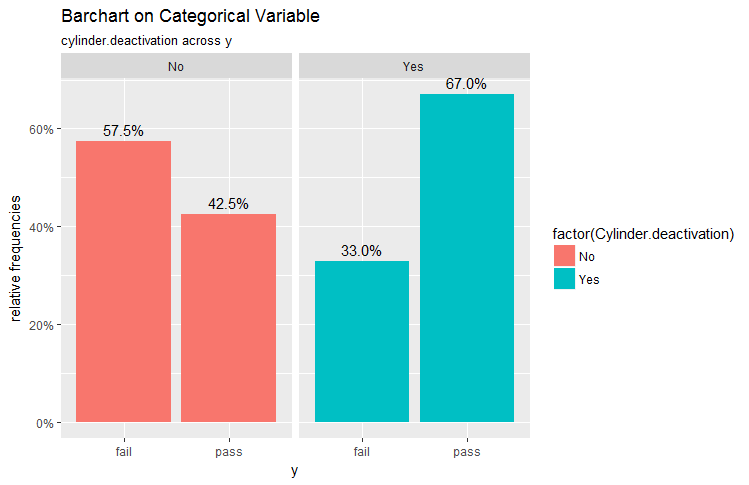 Barchart on Categorical Variable
cylinder.deactivation across y
No
Yes
67.0%
57.5%
42.5%
33.0%
60%
40%
20%
0%
relative frequencies
fail
pass
fail
pass
y
factor(Cylinder.deactivation)
No
Yes